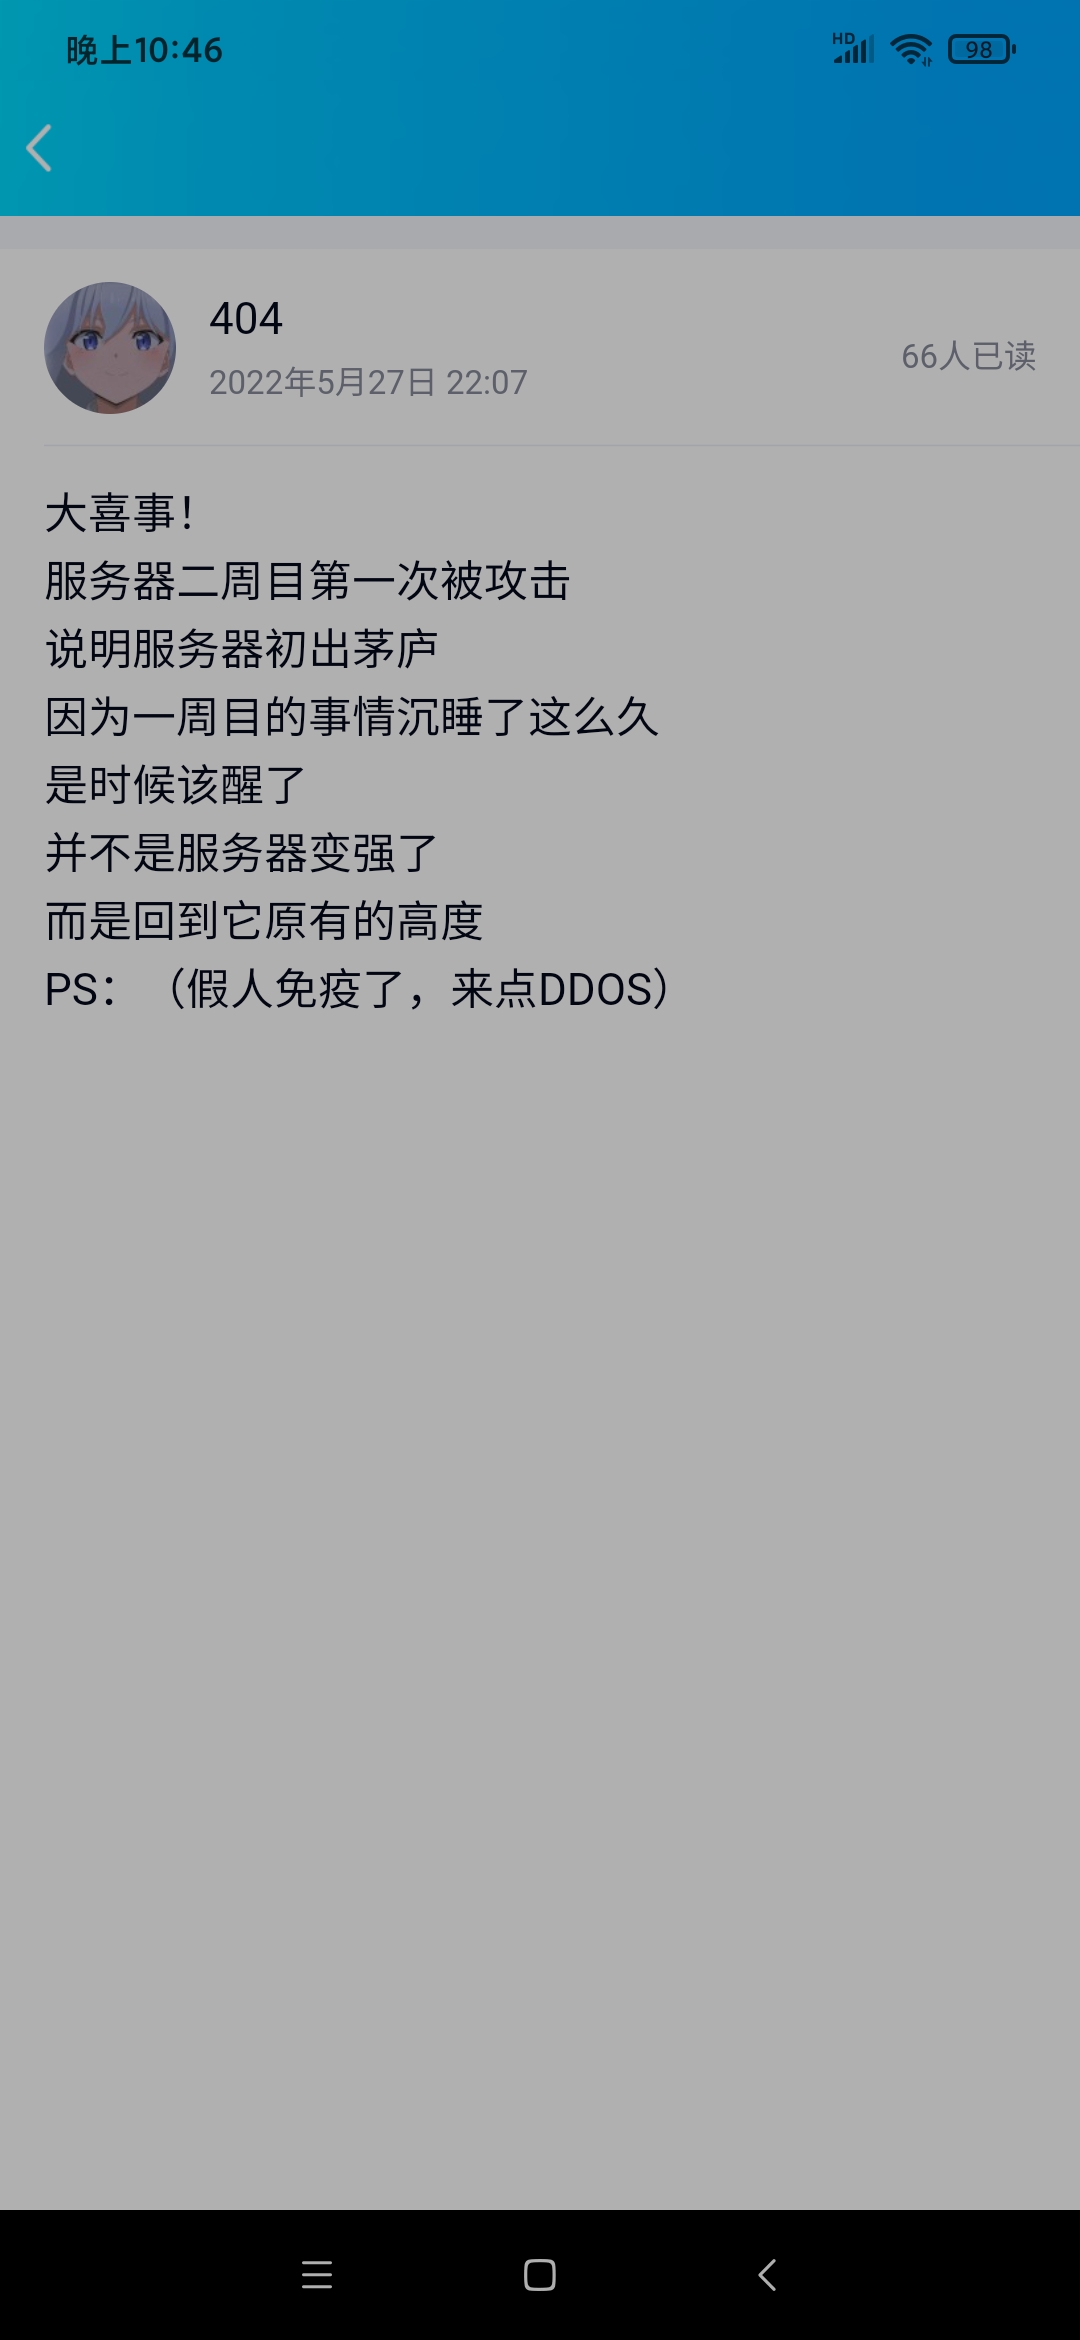 晚上10:46
HD
98
404
2022年5月27日 22:07
66人已读
大喜事！
服务器二周目第一次被攻击
说明服务器初出茅庐
因为一周目的事情沉睡了这么久
是时候该醒了
并不是服务器变强了
而是回到它原有的高度
PS：（假人免疫了，来点DDOS）